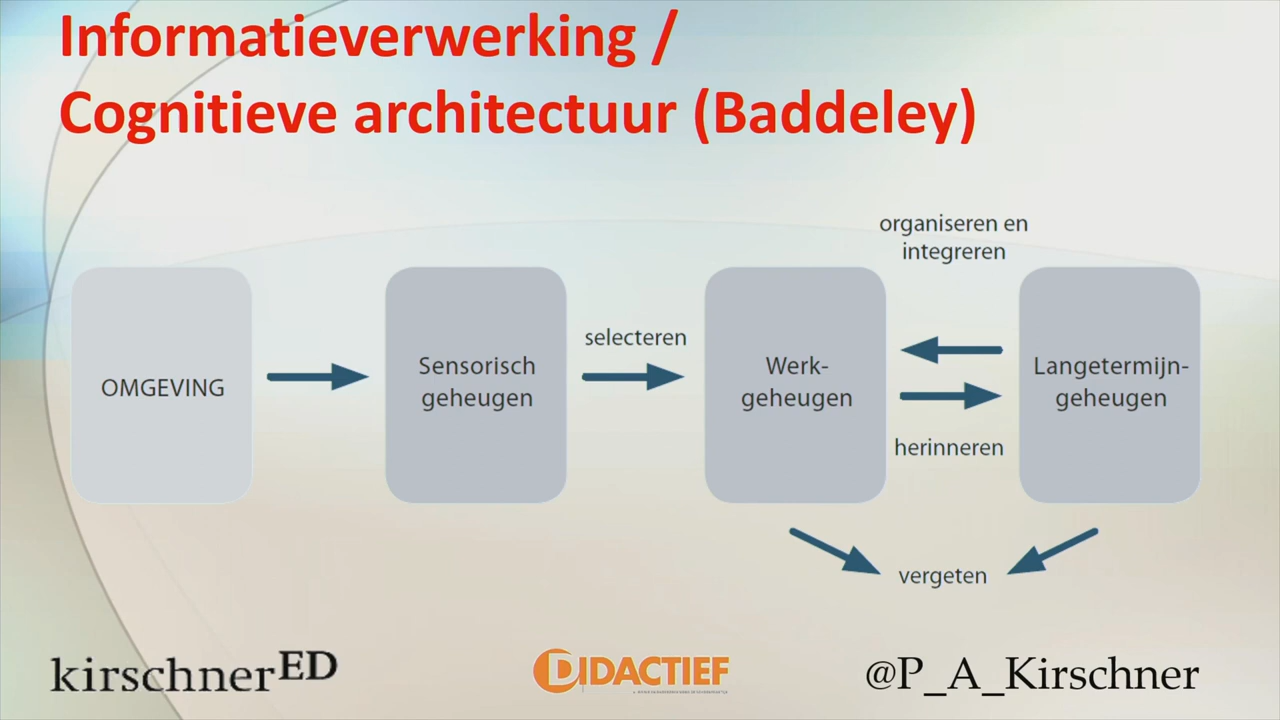 Informatieverwerking /
Cognitieve architectuur (Baddeley)
organiseren en
integreren
OMGEVING
Sensorisch
geheugen
selecteren
Werk-
geheugen
herinneren
Langetermijn-
geheugen
vergeten
kirschnerED
DIDACTIEF
@P_A_Kirschner